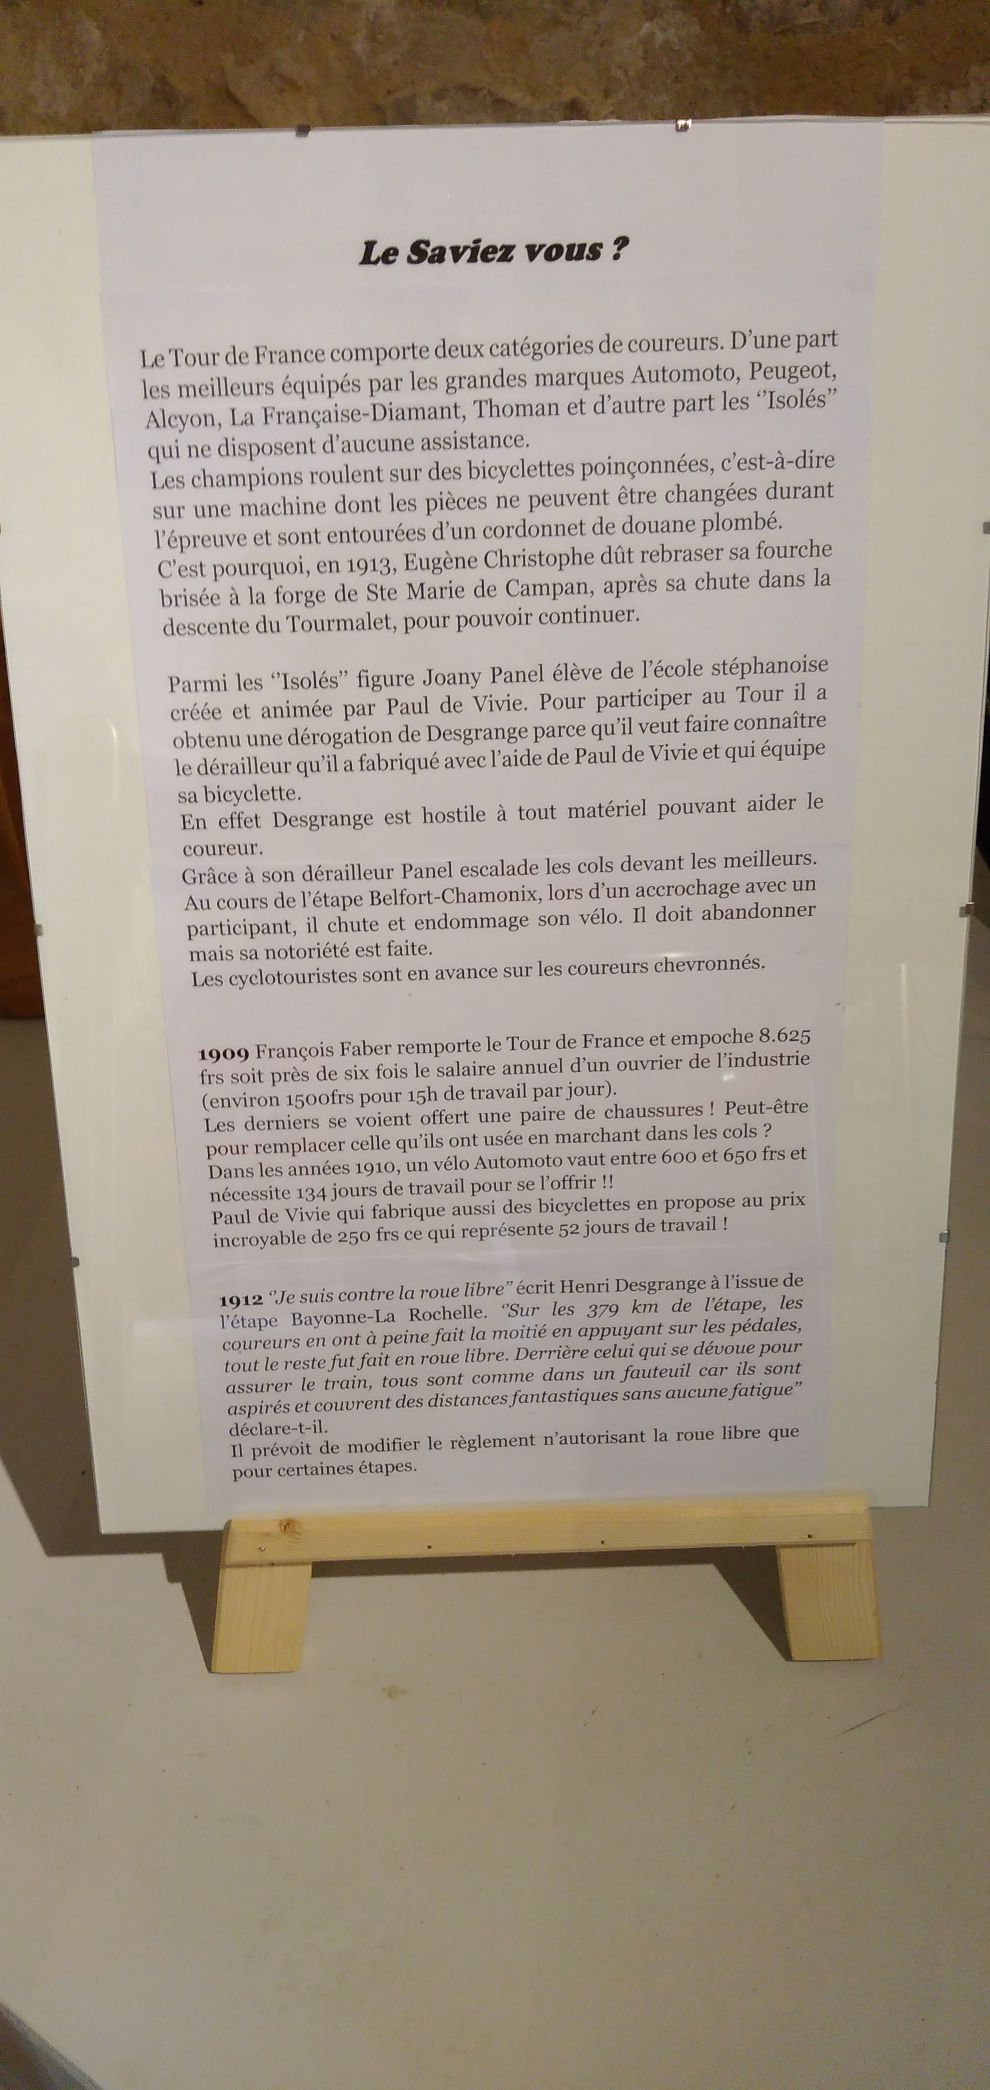 Le Saviez vous ?
Le Tour de France comporte deux catégories de coureurs. D'une part
les meilleurs équipés par les grandes marques Automoto, Peugeot,
Alcyon, La Française-Diamant, Thoman et d'autre part les ‘'Isolés’’
qui ne disposent d'aucune assistance.
Les champions roulent sur des bicyclettes poinçonnées, c'est-à-dire
sur une machine dont les pièces ne peuvent être changées durant
l'épreuve et sont entourées d'un cordonnet de douane plombé.
C'est pourquoi, en 1913, Eugène Christophe dût rebraser sa fourche
brisée à la forge de Ste Marie de Campan, après sa chute dans la
descente du Tourmalet, pour pouvoir continuer.
Parmi les ‘'Isolés’’ figure Joany Panel élève de l'école stéphanoise
créée et animée par Paul de Vivie. Pour participer au Tour il a
obtenu une dérogation de Desgrange parce qu'il veut faire connaître
le dérailleur qu'il a fabriqué avec l'aide de Paul de Vivie et qui équipe
sa bicyclette.
En effet Desgrange est hostile à tout matériel pouvant aider le
coureur.
Grâce à son dérailleur Panel escalade les cols devant les meilleurs.
Au cours de l'étape Belfort-Chamonix, lors d'un accrochage avec un
participant, il chute et endommage son vélo. Il doit abandonner
mais sa notoriété est faite.
Les cyclotouristes sont en avance sur les coureurs chevronnés.
1909 François Faber remporte le Tour de France et empoche 8.625
frs soit près de six fois le salaire annuel d'un ouvrier de l'industrie
(environ 1500frs pour 15h de travail par jour).
Les derniers se voient offert une paire de chaussures ! Peut-être
pour remplacer celle qu'ils ont usée en marchant dans les cols ?
Dans les années 1910, un vélo Automoto vaut entre 600 et 650 frs et
nécessite 134 jours de travail pour se l'offrir !!
Paul de Vivie qui fabrique aussi des bicyclettes en propose au prix
incroyable de 250 frs ce qui représente 52 jours de travail !
1912 ‘'Je suis contre la roue libre’’ écrit Henri Desgrange à l'issue de
l'étape Bayonne-La Rochelle. ‘'Sur les 379 km de l'étape, les
coureurs en ont à peine fait la moitié en appuyant sur les pédales,
tout le reste fut fait en roue libre. Derrière celui qui se dévoue pour
assurer le train, tous sont comme dans un fauteuil car ils sont
aspirés et couvrent des distances fantastiques sans aucune fatigue’’
déclare-t-il.
Il prévoit de modifier le règlement n'autorisant la roue libre que
pour certaines étapes.